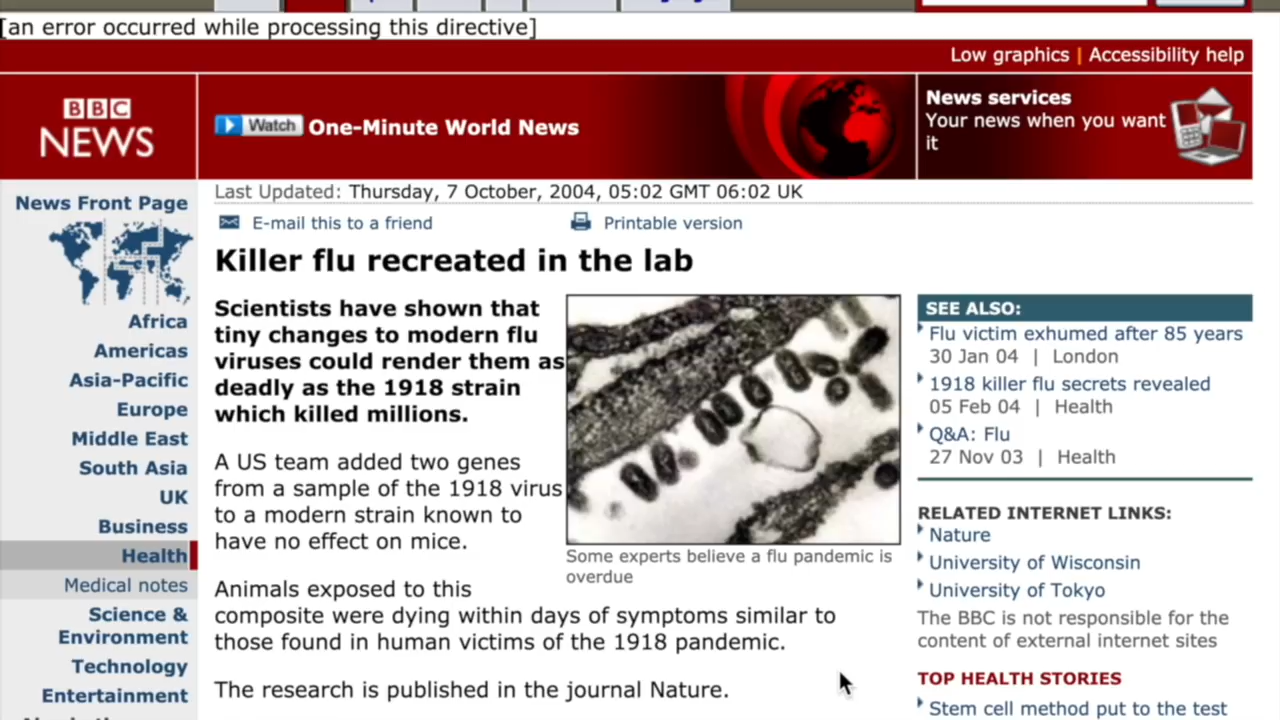 [an error occurred while processing this directive]
Low graphics | Accessibility help
BBC
NEWS
Watch One-Minute World News
News services
Your news when you want
it
News Front Page
Africa
Americas
Asia-Pacific
Europe
Middle East
South Asia
UK
Business
Health
Medical notes
Science &
Environment
Technology
Entertainment
Last Updated: Thursday, 7 October, 2004, 05:02 GMT 06:02 UK
E-mail this to a friend
Printable version
Killer flu recreated in the lab
Scientists have shown that
tiny changes to modern flu
viruses could render them as
deadly as the 1918 strain
which killed millions.
A US team added two genes
from a sample of the 1918 virus
to a modern strain known to
have no effect on mice.
Some experts believe a flu pandemic is
overdue
Animals exposed to this
composite were dying within days of symptoms similar to
those found in human victims of the 1918 pandemic.
The research is published in the journal Nature.
SEE ALSO:
Flu victim exhumed after 85 years
30 Jan 04 | London
1918 killer flu secrets revealed
05 Feb 04 | Health
Q&A: Flu
27 Nov 03 | Health
RELATED INTERNET LINKS:
Nature
University of Wisconsin
University of Tokyo
The BBC is not responsible for the
content of external internet sites
TOP HEALTH STORIES
Stem cell method put to the test